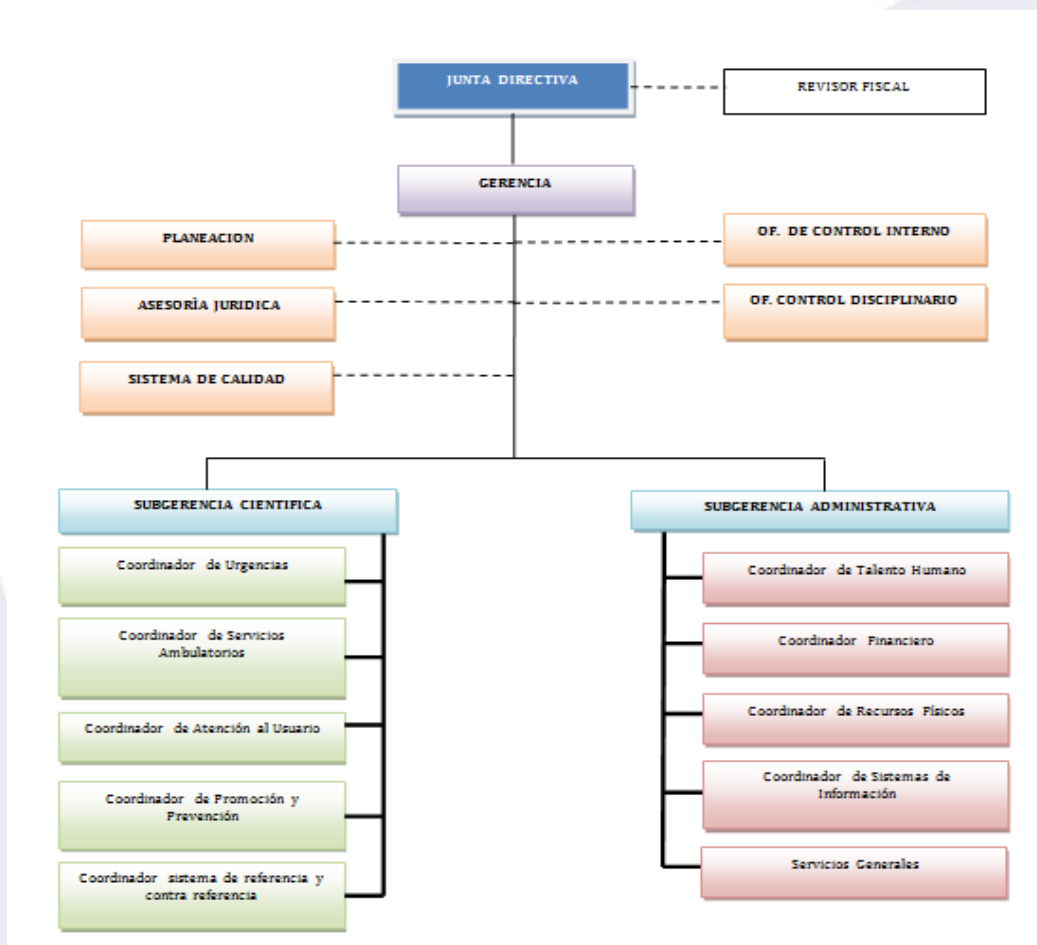 JUNTA DIRECTIVA
REVISOR FISCAL
GERENCIA
PLANEACION
OF. DE CONTROL INTERNO
ASESORÌA JURIDICA
OF. CONTROL DISCIPLINARIO
SISTEMA DE CALIDAD
SUBGERENCIA CIENTIFICA
SUBGERENCIA ADMINISTRATIVA
Coordinador de Urgencias
Coordinador de Servicios
Ambulatorios
Coordinador de Atención al Usuario
Coordinador de Promoción y
Prevención
Coordinador sistema de referencia y
contra referencia
Coordinador de Talento Humano
Coordinador Financiero
Coordinador de Recursos Físicos
Coordinador de Sistemas de
Información
Servicios Generales